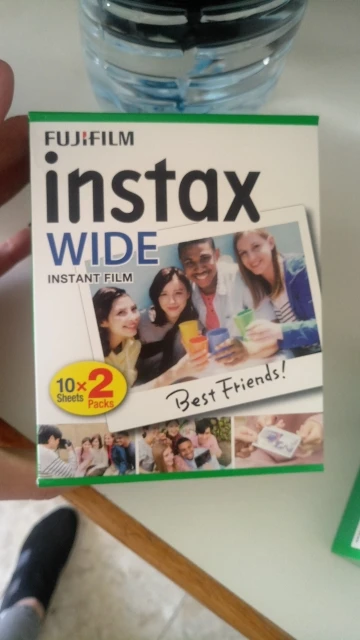 FUJIFILM
instax
WIDE
INSTANT FILM
10 × 2
Sheets Packs
Best Friends!